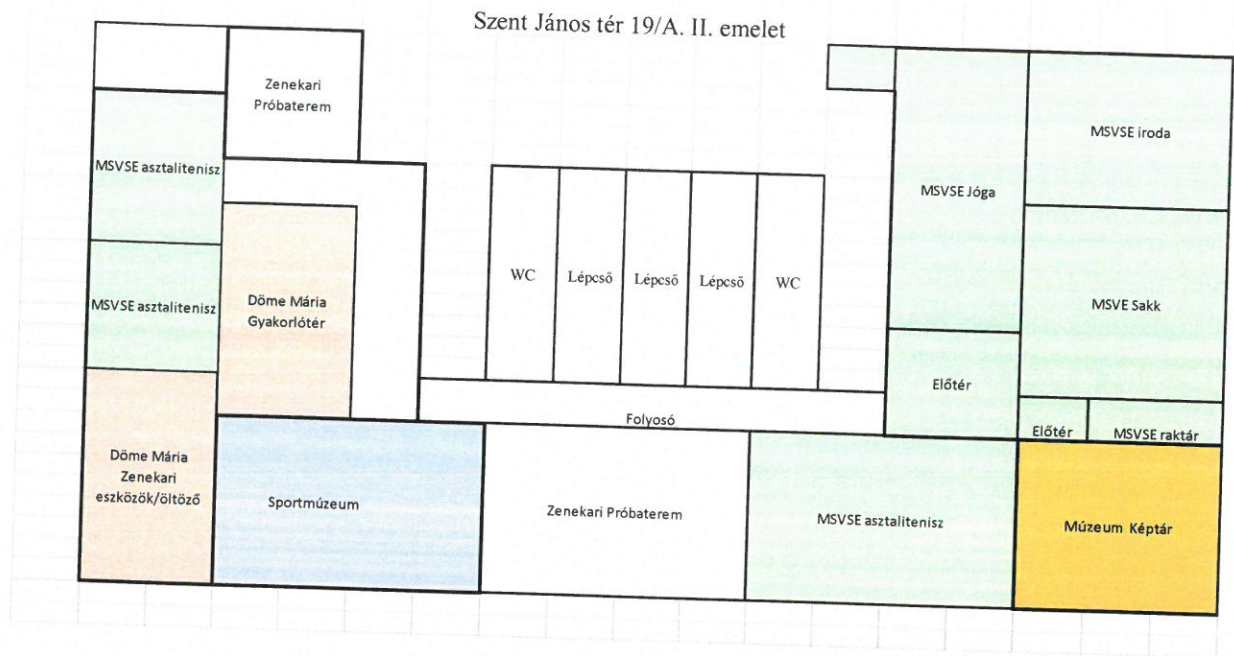 Szent János tér 19/A. II. emelet
Zenekari
Próbaterem
MSVSE iroda
MSVSE asztalitenisz
MSVSE Jóga
WC
Lépcső
Lépcső
Lépcső
WC
MSVSE asztalitenisz
Döme Mária
Gyakorlótér
MSVE Sakk
Előtér
Folyosó
Előtér
MSVSE raktár
Döme Mária
Zenekari
eszközök/öltöző
Sportmúzeum
Zenekari Próbaterem
MSVSE asztalitenisz
Múzeum Képtár